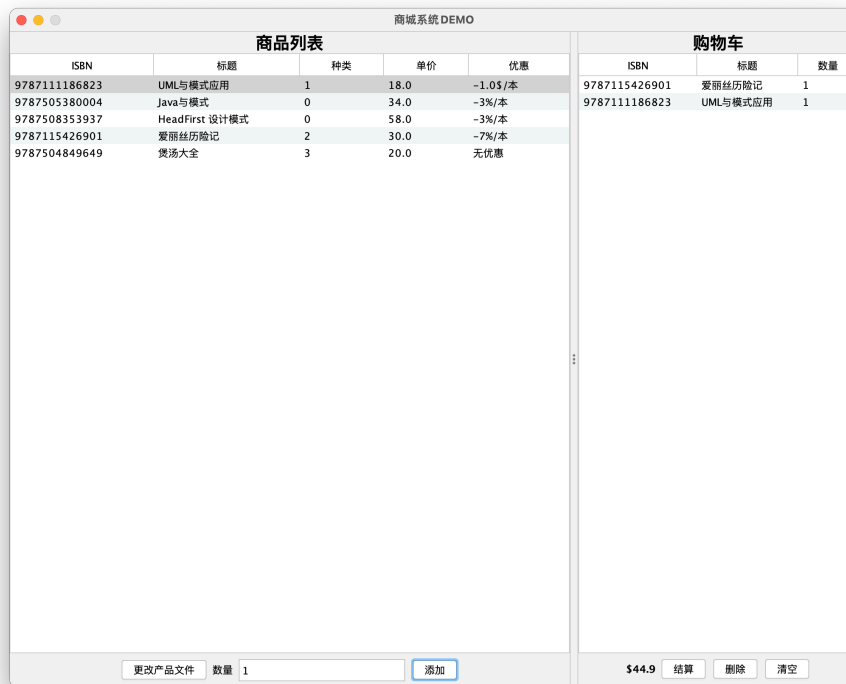 商城系统DEMO
商品列表
ISBN 标题 种类 单价 优惠
9787111186823 UML与模式应用 1 18.0 -1.0$/本
9787505380004 Java与模式 0 34.0 -3%/本
9787508353937 HeadFirst 设计模式 0 58.0 -3%/本
9787115426901 爱丽丝历险记 2 30.0 -7%/本
9787504849649 煲汤大全 3 20.0 无优惠
更改产品文件 数量 1 添加
购物车
ISBN 标题 数量
9787115426901 爱丽丝历险记 1
9787111186823 UML与模式应用 1
$44.9 结算 删除 清空